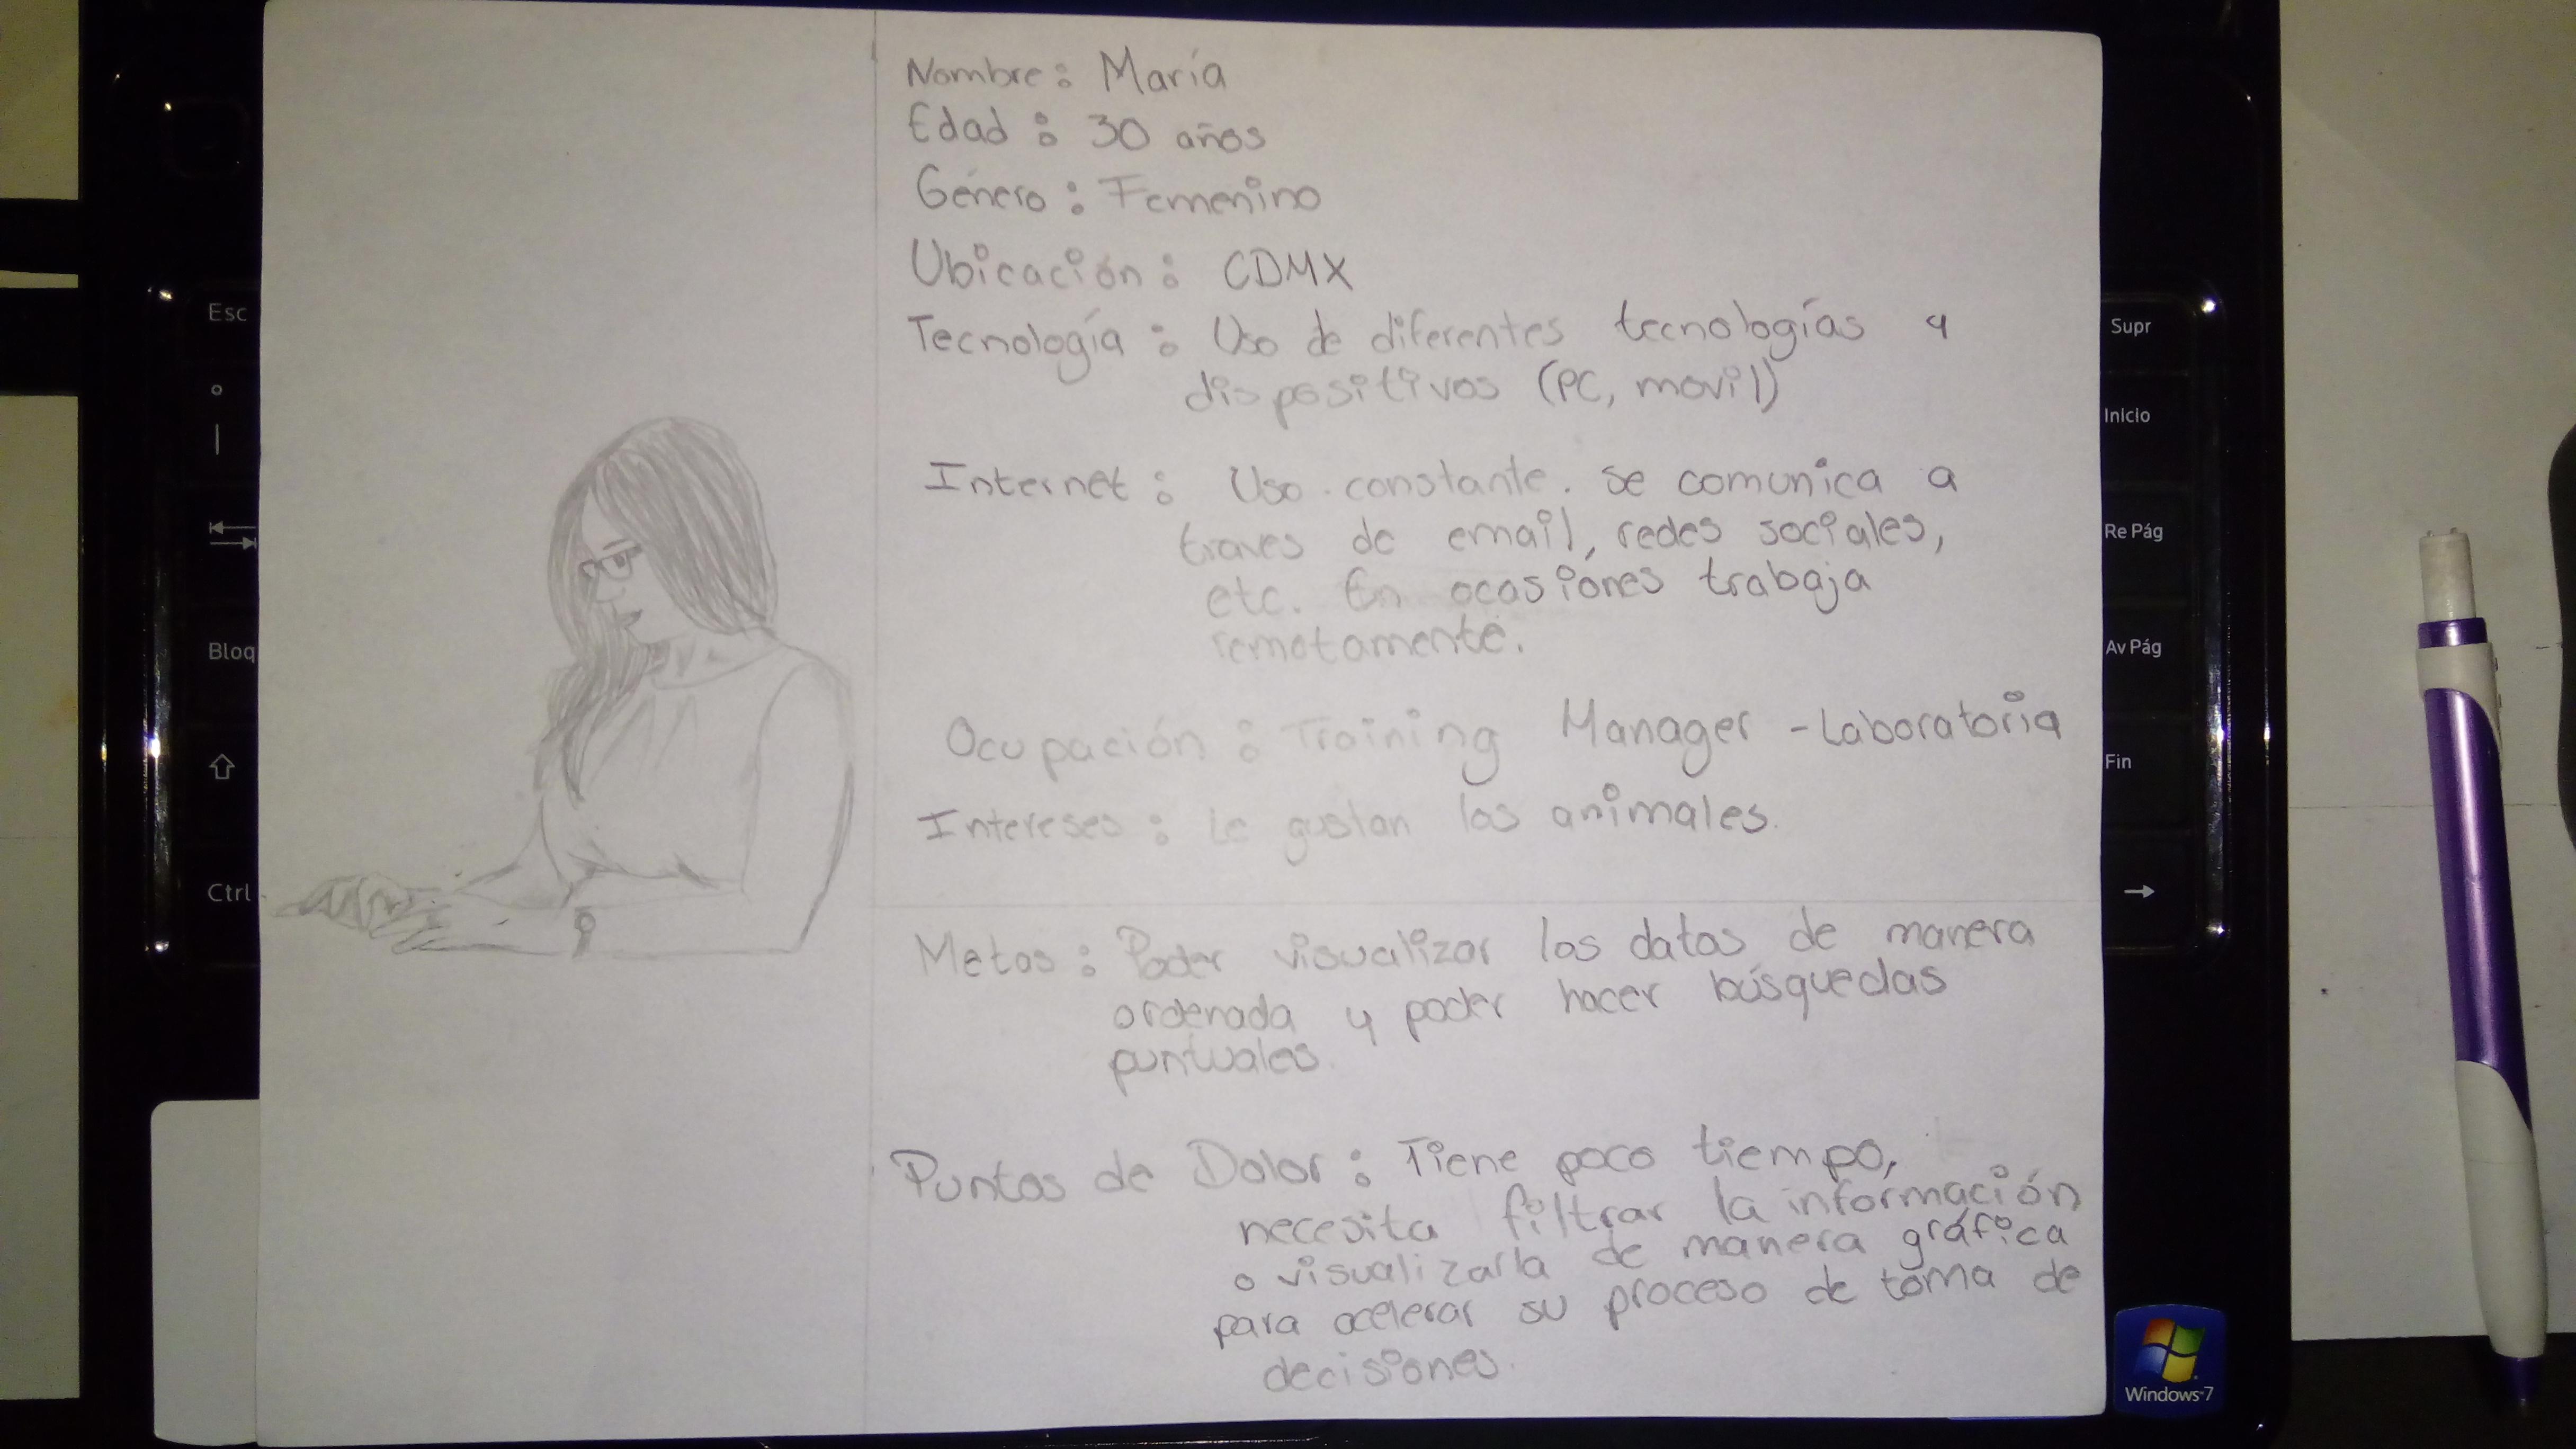 Nombre: María
Edad: 30 años
Género: Femenino
Ubicación: CDMX
Tecnología: Uso de diferentes tecnologías y
dispositivos (PC, movil)
Internet: Uso constante. se comunica a
traves de email, redes sociales,
etc. En ocasiónes trabaja
remotamente.
Ocupación: Training Manager - Laboratoria
Intereses: Le gustan los animales.
Metas: Poder visualizar los datos de manera
ordenada y poder hacer búsquedas
puntuales.
Puntos de Dolor: Tiene poco tiempo,
necesita filtrar la información
o visualizarla de manera gráfica
para acelerar su proceso de toma de
decisiones.
Esc
Bloq
Ctrl
Supr
Inicio
Re Pág
Av Pág
Fin
Windows 7